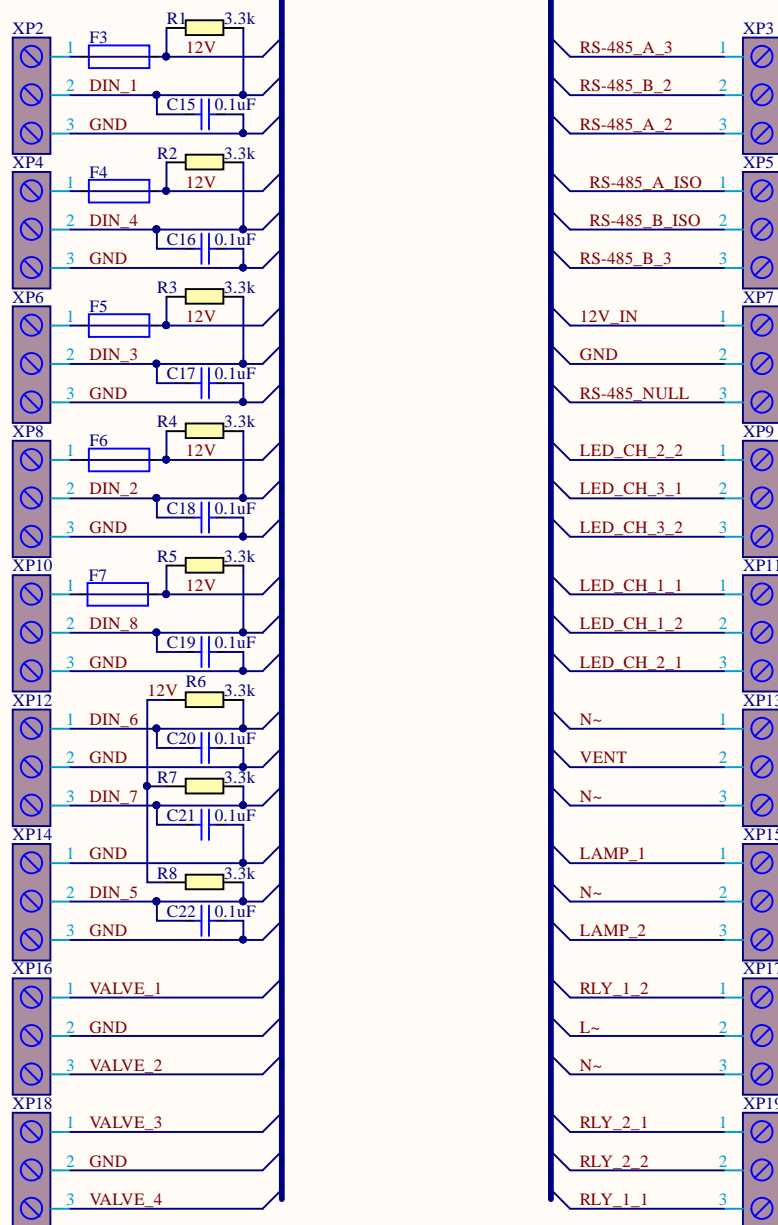 XP2
R1 3.3k
1 F3 12V
2 DIN_1
C15 0.1uF
3 GND
XP4
R2 3.3k
1 F4 12V
2 DIN_4
C16 0.1uF
3 GND
XP6
R3 3.3k
1 F5 12V
2 DIN_3
C17 0.1uF
3 GND
XP8
R4 3.3k
1 F6 12V
2 DIN_2
C18 0.1uF
3 GND
XP10
R5 3.3k
1 F7 12V
2 DIN_8
C19 0.1uF
3 GND
XP12
12V R6 3.3k
1 DIN_6
C20 0.1uF
2 GND
R7 3.3k
3 DIN_7
C21 0.1uF
XP14
1 GND
R8 3.3k
2 DIN_5
C22 0.1uF
3 GND
XP16
1 VALVE_1
2 GND
3 VALVE_2
XP18
1 VALVE_3
2 GND
3 VALVE_4
XP3
RS-485_A_3 1
RS-485_B_2 2
RS-485_A_2 3
XP5
RS-485_A_ISO 1
RS-485_B_ISO 2
RS-485_B_3 3
XP7
12V_IN 1
GND 2
RS-485_NULL 3
XP9
LED_CH_2_2 1
LED_CH_3_1 2
LED_CH_3_2 3
XP11
LED_CH_1_1 1
LED_CH_1_2 2
LED_CH_2_1 3
XP13
N~ 1
VENT 2
N~ 3
XP15
LAMP_1 1
N~ 2
LAMP_2 3
XP17
RLY_1_2 1
L~ 2
N~ 3
XP19
RLY_2_1 1
RLY_2_2 2
RLY_1_1 3